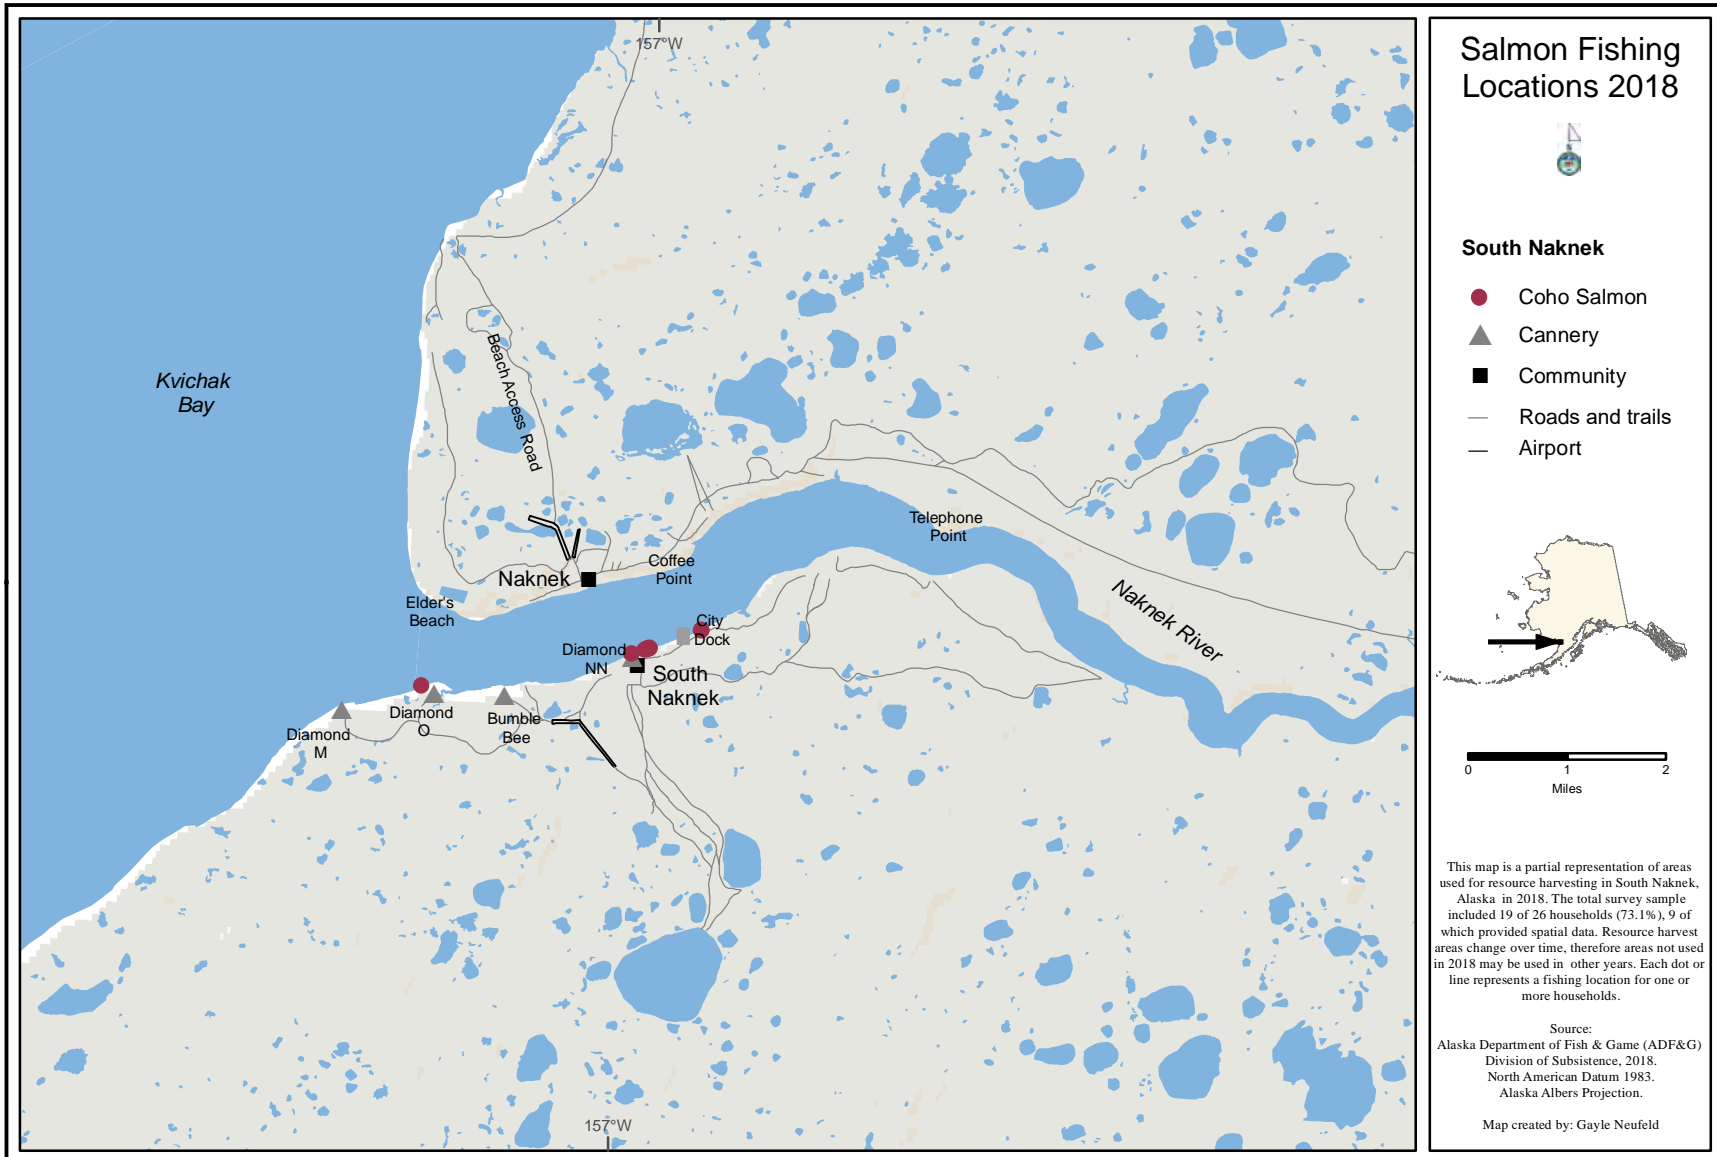 157°W
Kvichak
Bay
Beach Access Road
Telephone
Point
Coffee
Point
Naknek
Naknek River
Elder's
Beach
City
Dock
Diamond
NN
South
Naknek
Diamond
O
Bumble
Bee
Diamond
M
157°W
Salmon Fishing
Locations 2018
South Naknek
Coho Salmon
Cannery
Community
Roads and trails
Airport
0 1 2
Miles
This map is a partial representation of areas
used for resource harvesting in South Naknek,
Alaska in 2018. The total survey sample
included 19 of 26 households (73.1%), 9 of
which provided spatial data. Resource harvest
areas change over time, therefore areas not used
in 2018 may be used in other years. Each dot or
line represents a fishing location for one or
more households.
Source:
Alaska Department of Fish & Game (ADF&G)
Division of Subsistence, 2018.
North American Datum 1983.
Alaska Albers Projection.
Map created by: Gayle Neufeld